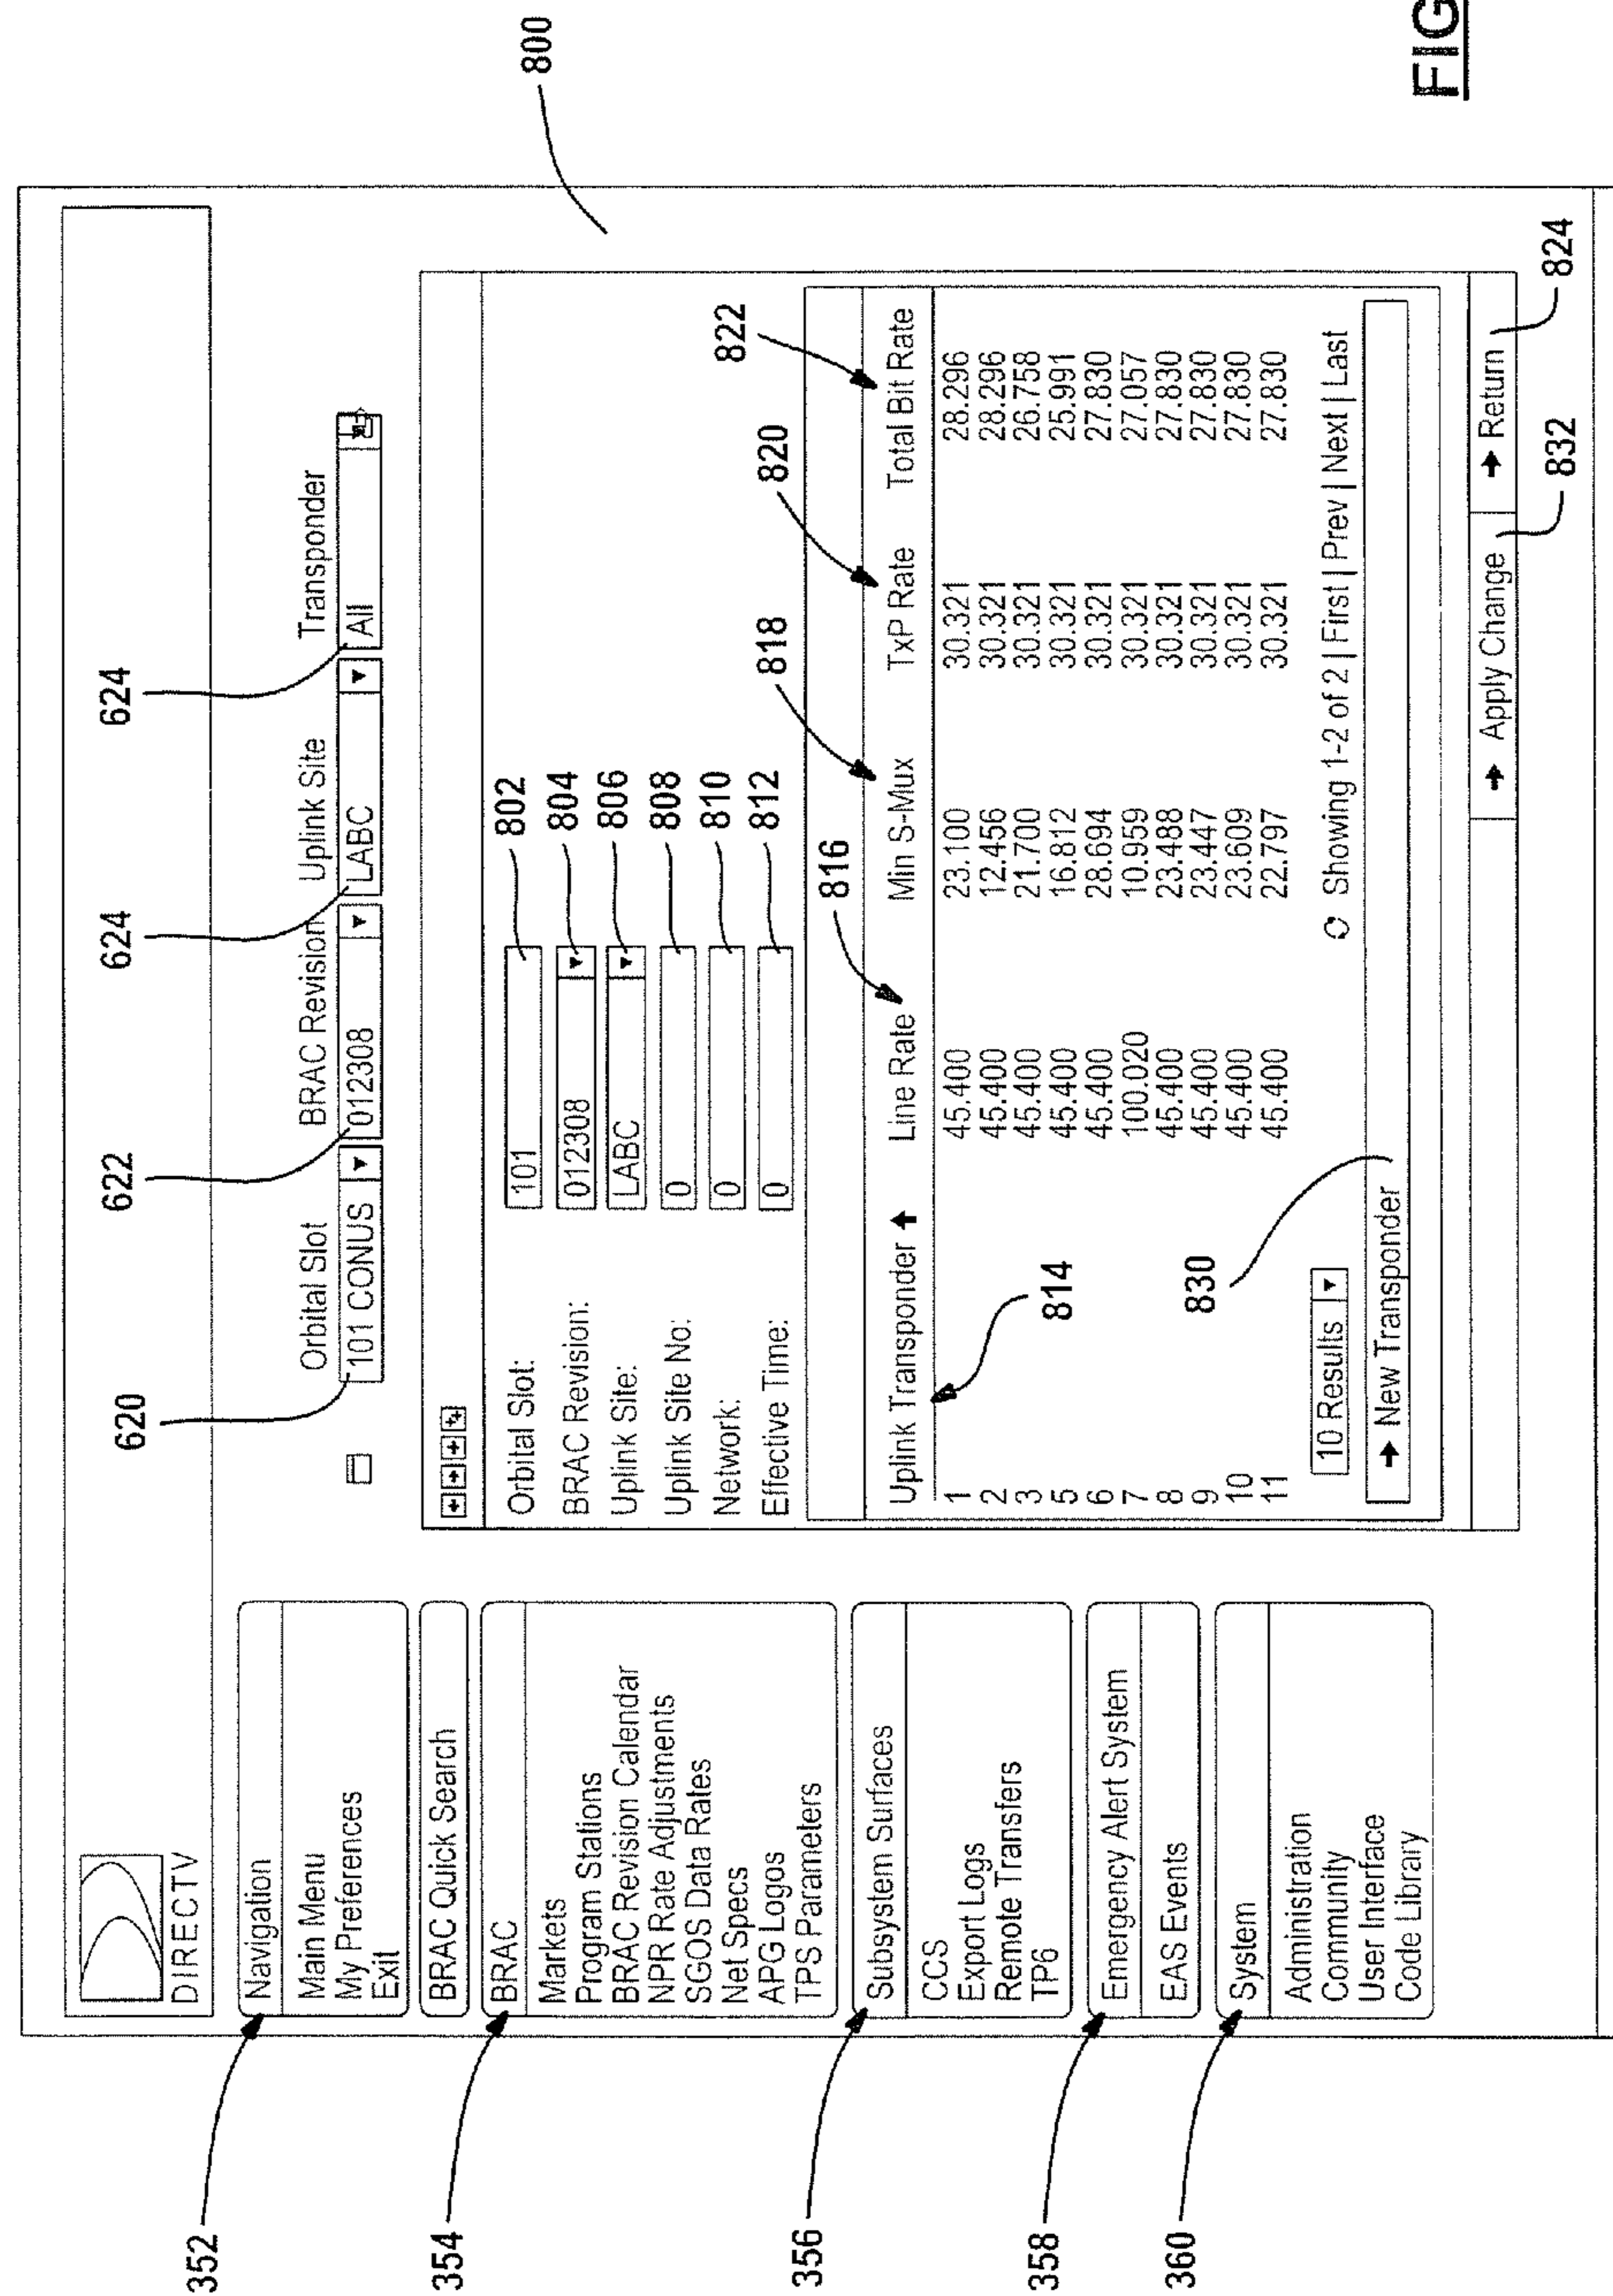 DIRECTV
352
Navigation
Main Menu
My Preferences
Exit
BRAC Quick Search
354
BRAC
Markets
Program Stations
BRAC Revision Calendar
NPR Rate Adjustments
SGOS Data Rates
Net Specs
APG Logos
TPS Parameters
356
Subsystem Surfaces
CCS
Export Logs
Remote Transfers
TP6
358
Emergency Alert System
EAS Events
360
System
Administration
Community
User Interface
Code Library
620 622 624 624
Orbital Slot BRAC Revision Uplink Site Transponder
101 CONUS 012308 LABC All
800
Orbital Slot: 101 802
BRAC Revision: 012308 804
Uplink Site: LABC 806
Uplink Site No: 0 808
Network: 0 810
Effective Time: 0 812
814 816 818 820 822
Uplink Transponder Line Rate Min S-Mux TxP Rate Total Bit Rate
1 45.400 23.100 30.321 28.296
2 45.400 12.456 30.321 28.296
3 45.400 21.700 30.321 26.758
5 45.400 16.812 30.321 25.991
6 45.400 28.694 30.321 27.830
7 100.020 10.959 30.321 27.057
8 45.400 23.488 30.321 27.830
9 45.400 23.447 30.321 27.830
10 45.400 23.609 30.321 27.830
11 45.400 22.797 30.321 27.830
830
10 Results Showing 1-2 of 2 | First | Prev | Next | Last
New Transponder
Apply Change Return
832 824
FIG